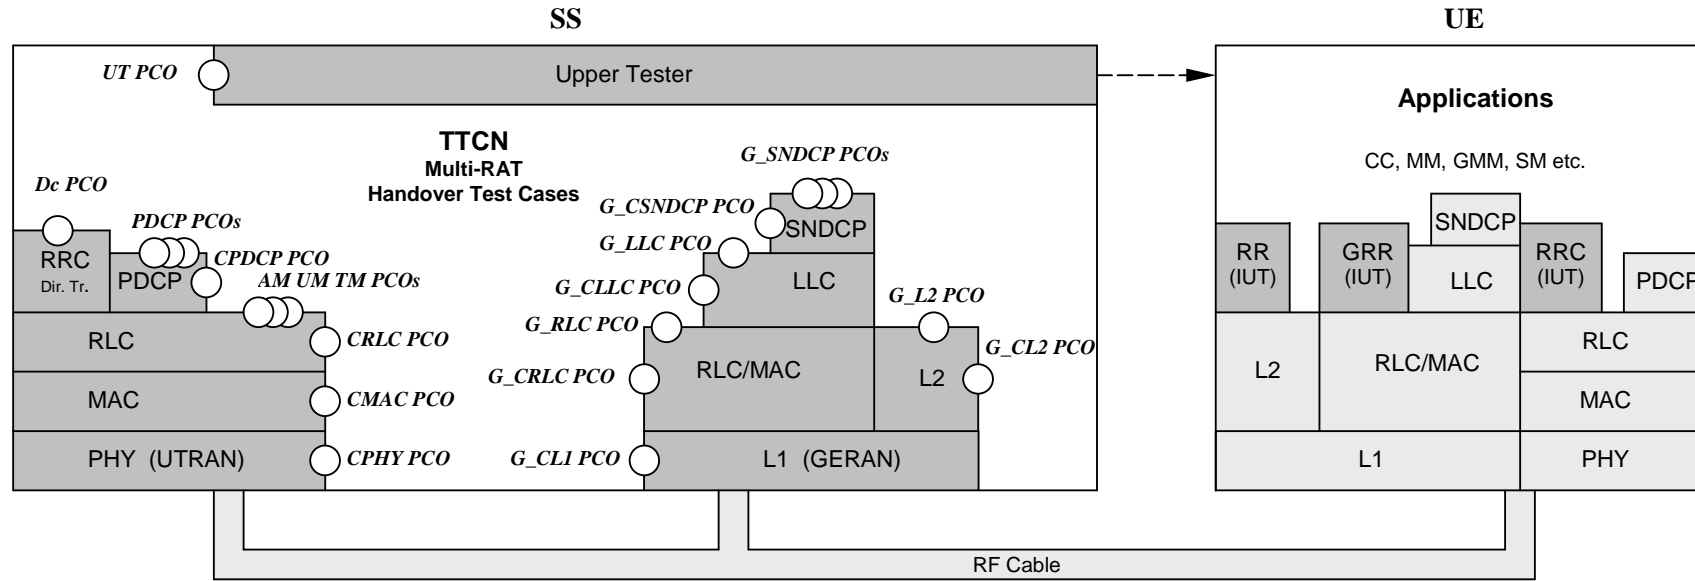 SS
UE
UT PCO
Upper Tester
Applications
TTCN
Multi-RAT
Handover Test Cases
G_SNDCP PCOs
CC, MM, GMM, SM etc.
Dc PCO
PDCP PCOs
G_CSNDCP PCO
SNDCP
SNDCP
CPDCP PCO
G_LLC PCO
RRC
Dir. Tr.
PDCP
AM UM TM PCOs
G_CLLC PCO
LLC
G_L2 PCO
RR
(IUT)
GRR
(IUT)
LLC
RRC
(IUT)
PDCP
RLC
CRLC PCO
G_RLC PCO
G_CL2 PCO
G_CRLC PCO
RLC/MAC
L2
L2
RLC/MAC
RLC
MAC
CMAC PCO
MAC
PHY (UTRAN)
CPHY PCO
G_CL1 PCO
L1 (GERAN)
L1
PHY
RF Cable